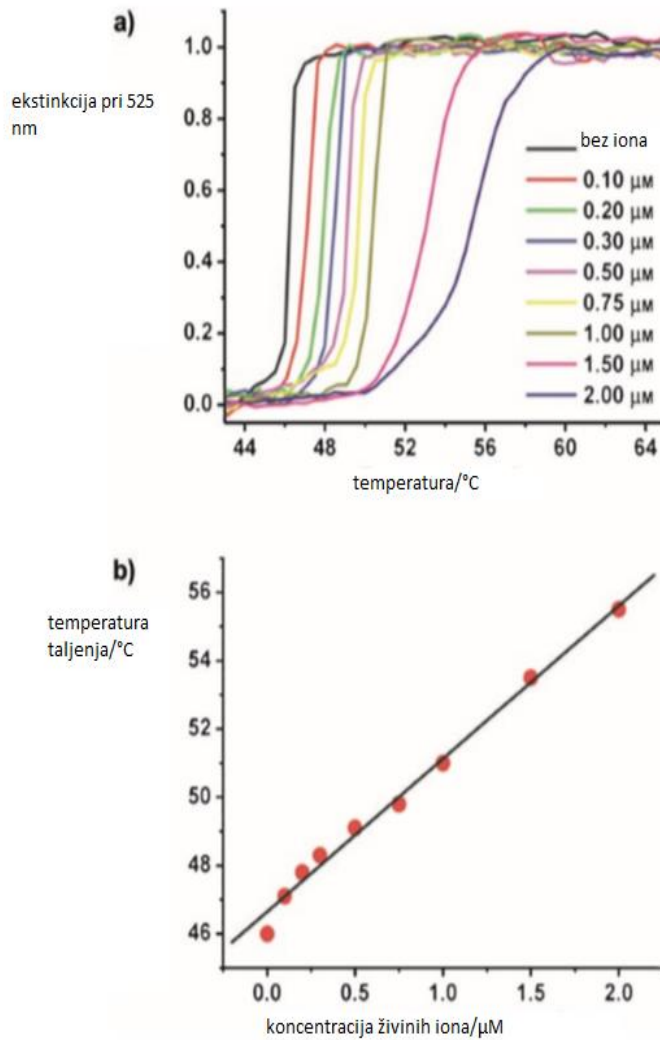 a)
ekstinkcija pri 525
nm
1.0
0.8
0.6
0.4
0.2
0.0
bez iona
0.10 μM
0.20 μM
0.30 μM
0.50 μM
0.75 μM
1.00 μM
1.50 μM
2.00 μM
44 48 52 56 60 64
temperatura/°C
b)
temperatura
taljenja/°C
56
54
52
50
48
46
0.0 0.5 1.0 1.5 2.0
koncentracija živinih iona/μM